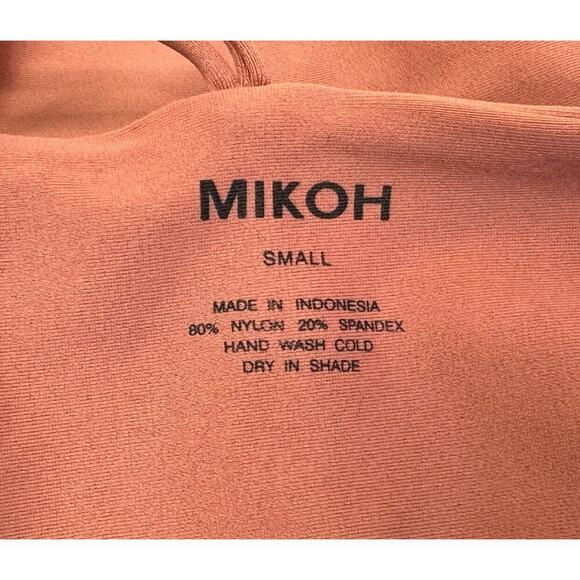 MIKOH
SMALL
MADE IN INDONESIA
80% NYLON 20% SPANDEX
HAND WASH COLD
DRY IN SHADE